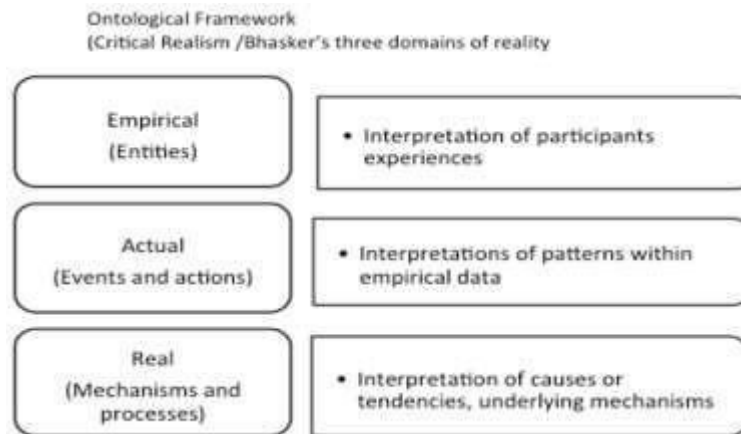 Ontological Framework
(Critical Realism /Bhasker's three domains of reality
Empirical
(Entities)
• Interpretation of participants
experiences
Actual
(Events and actions)
• Interpretations of patterns within
empirical data
Real
(Mechanisms and
processes)
• Interpretation of causes or
tendencies, underlying mechanisms